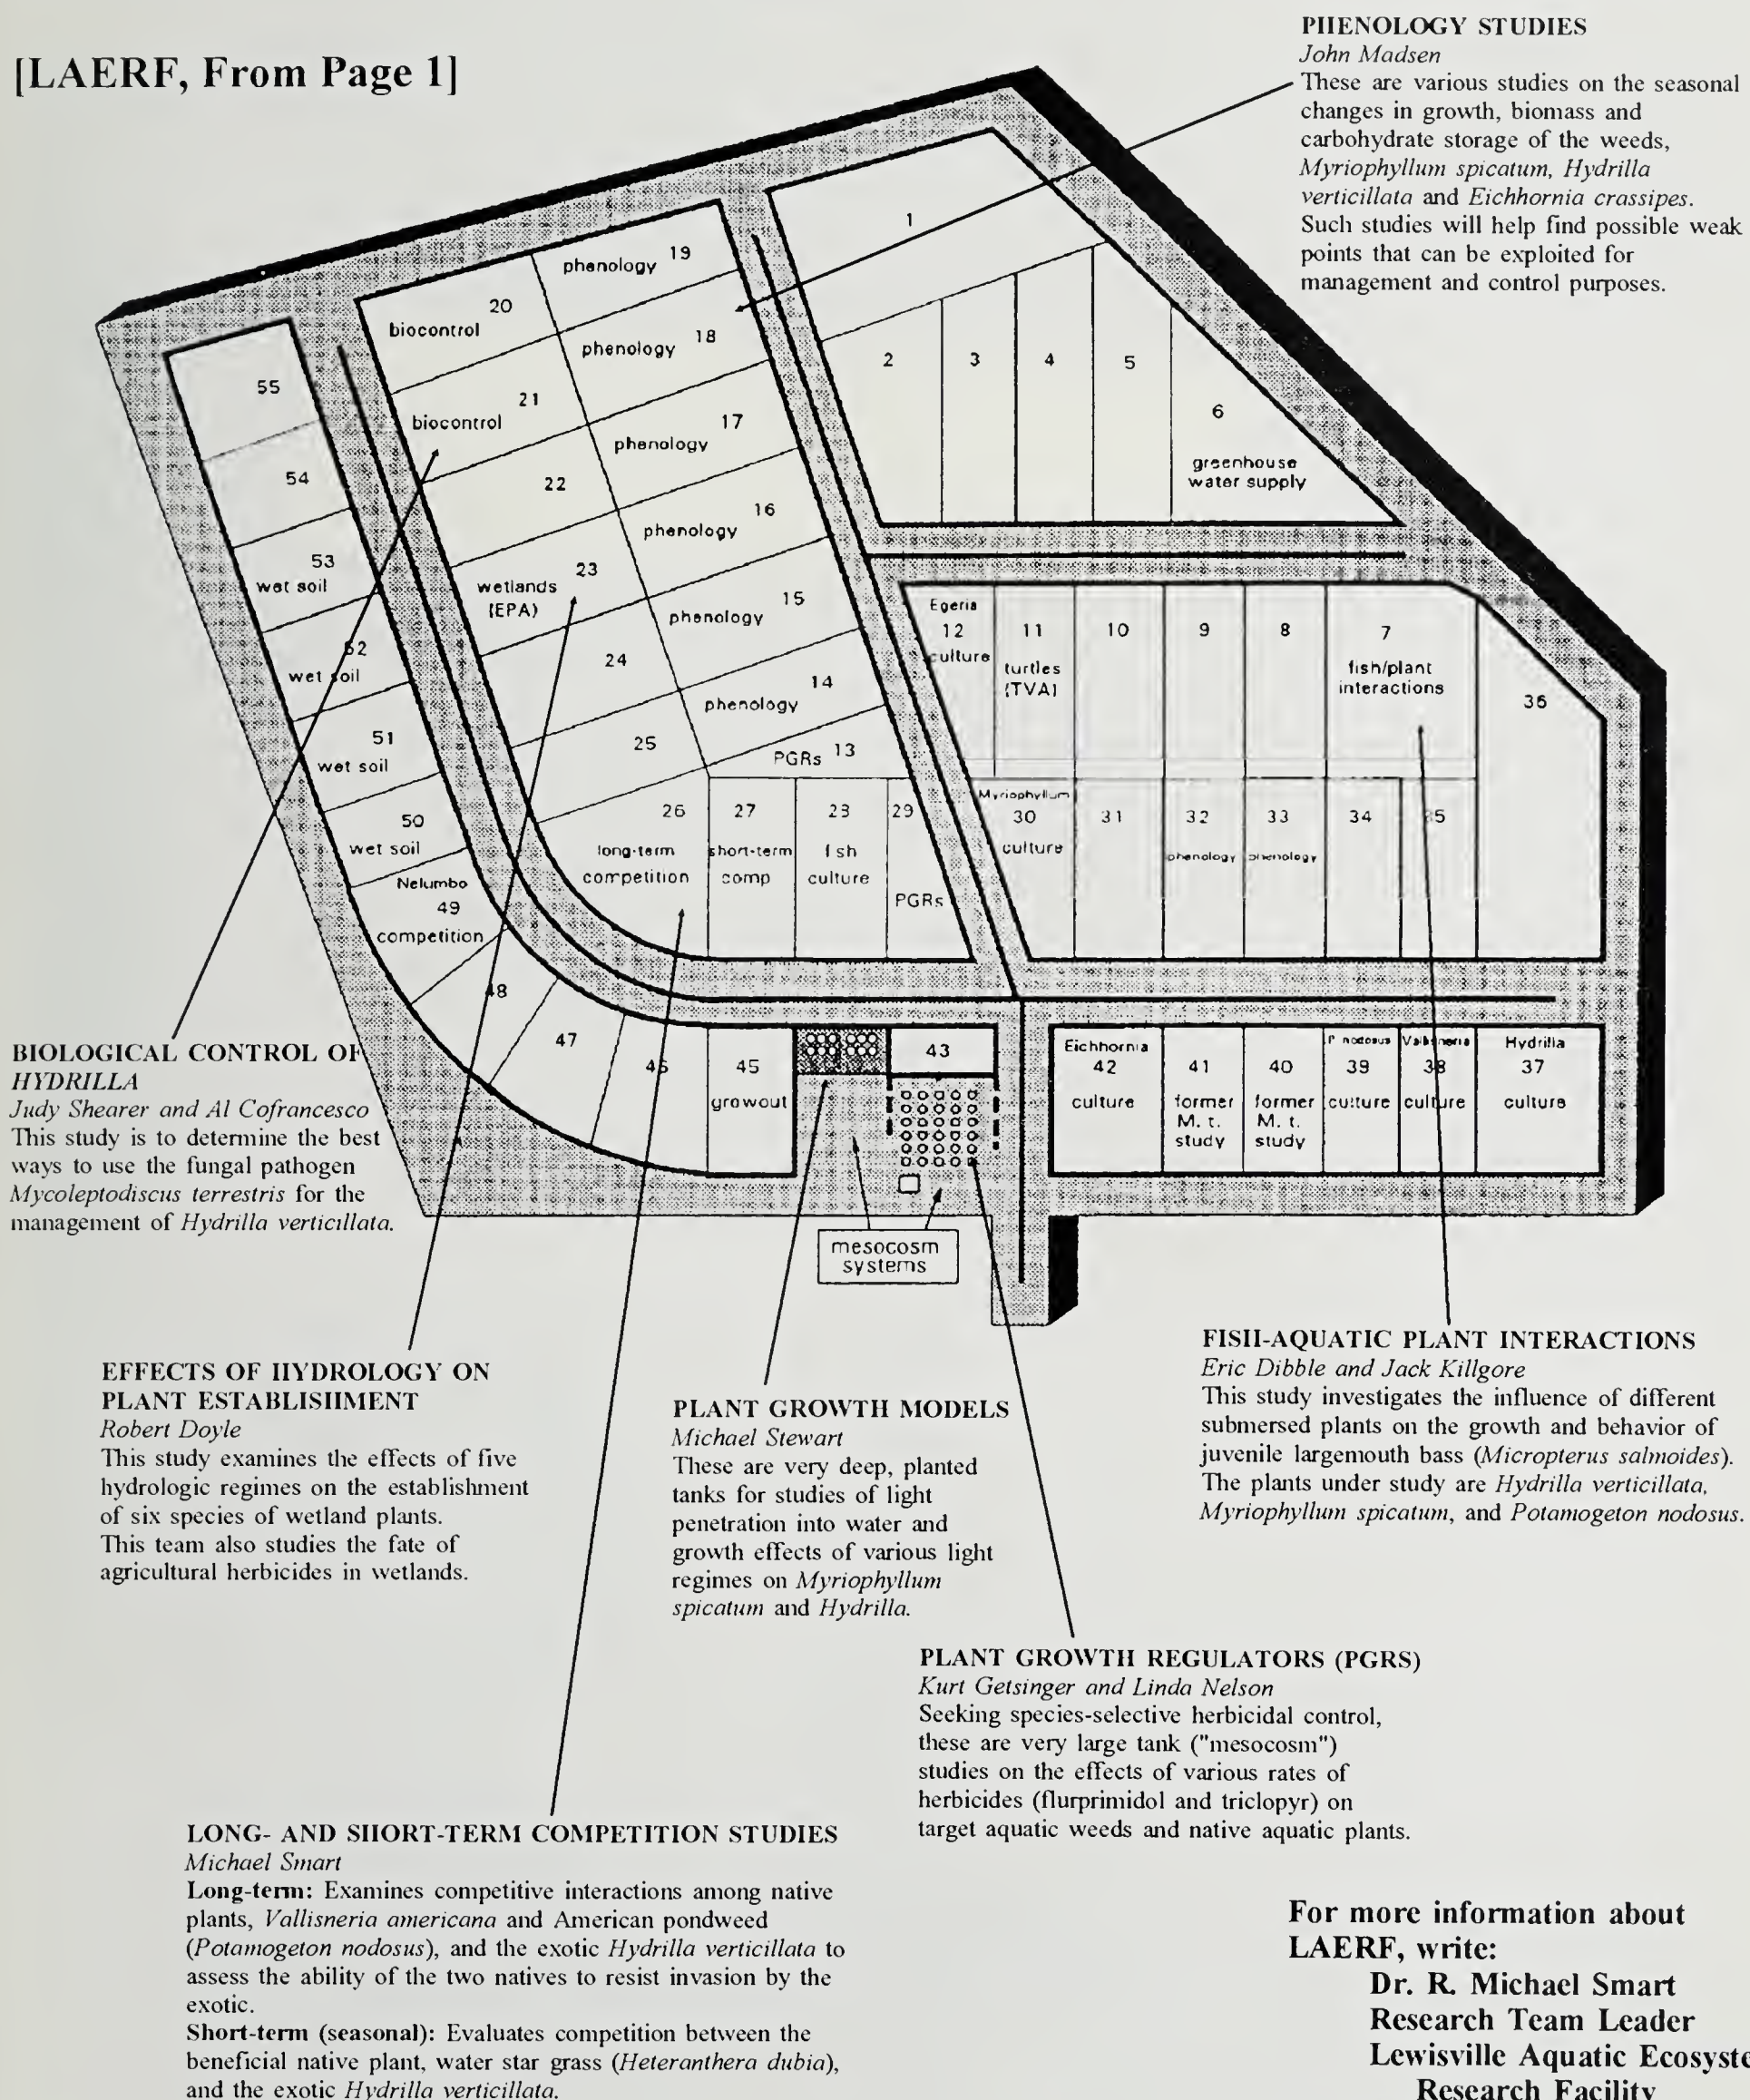 [LAERF, From Page 1]
PHENOLOGY STUDIES
John Madsen
These are various studies on the seasonal
changes in growth, biomass and
carbohydrate storage of the weeds,
Myriophyllum spicatum, Hydrilla
verticillata and Eichhornia crassipes.
Such studies will help find possible weak
points that can be exploited for
management and control purposes.
1
2
3
4
5
6
greenhouse
water supply
19
phenology
20
biocontrol
18
phenology
21
biocontrol
17
phenology
22
16
phenology
23
wetlands
(EPA)
15
phenology
24
14
phenology
25
13
PGRs
26
long-term
competition
27
short-term
comp
28
fish
culture
29
PGRs
55
54
53
wet soil
52
wet soil
51
wet soil
50
wet soil
Nelumbo
49
competition
48
47
46
45
growout
43
Egeria
12
culture
11
turtles
(TVA)
10
9
8
7
fish/plant
interactions
36
Myriophyllum
30
culture
31
32
phenology
33
phenology
34
35
Eichhornia
42
culture
41
former
M. t.
study
40
former
M. t.
study
P. nodosus
39
culture
Vallisneria
38
culture
Hydrilla
37
culture
mesocosm
systems
BIOLOGICAL CONTROL OF
HYDRILLA
Judy Shearer and Al Cofrancesco
This study is to determine the best
ways to use the fungal pathogen
Mycoleptodiscus terrestris for the
management of Hydrilla verticillata.
EFFECTS OF HYDROLOGY ON
PLANT ESTABLISHMENT
Robert Doyle
This study examines the effects of five
hydrologic regimes on the establishment
of six species of wetland plants.
This team also studies the fate of
agricultural herbicides in wetlands.
PLANT GROWTH MODELS
Michael Stewart
These are very deep, planted
tanks for studies of light
penetration into water and
growth effects of various light
regimes on Myriophyllum
spicatum and Hydrilla.
FISH-AQUATIC PLANT INTERACTIONS
Eric Dibble and Jack Killgore
This study investigates the influence of different
submersed plants on the growth and behavior of
juvenile largemouth bass (Micropterus salmoides).
The plants under study are Hydrilla verticillata,
Myriophyllum spicatum, and Potamogeton nodosus.
PLANT GROWTH REGULATORS (PGRS)
Kurt Getsinger and Linda Nelson
Seeking species-selective herbicidal control,
these are very large tank ("mesocosm")
studies on the effects of various rates of
herbicides (flurprimidol and triclopyr) on
target aquatic weeds and native aquatic plants.
LONG- AND SHORT-TERM COMPETITION STUDIES
Michael Smart
Long-term: Examines competitive interactions among native
plants, Vallisneria americana and American pondweed
(Potamogeton nodosus), and the exotic Hydrilla verticillata to
assess the ability of the two natives to resist invasion by the
exotic.
Short-term (seasonal): Evaluates competition between the
beneficial native plant, water star grass (Heteranthera dubia),
and the exotic Hydrilla verticillata.
For more information about
LAERF, write:
Dr. R. Michael Smart
Research Team Leader
Lewisville Aquatic Ecosyste
Research Facility